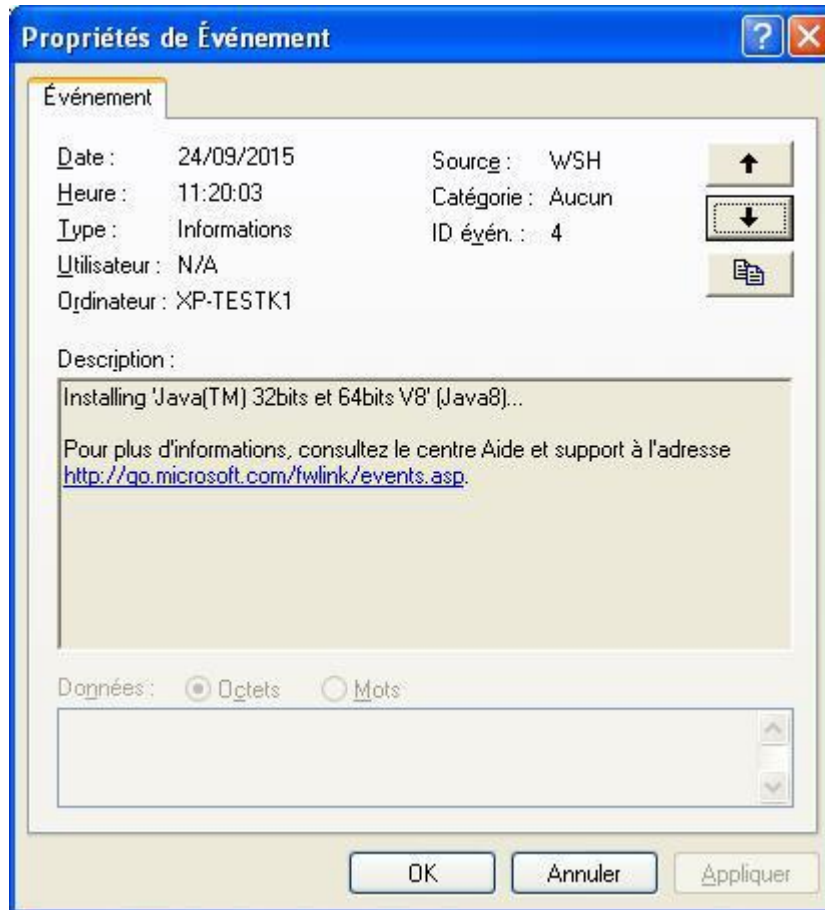 Propriétés de Événement
Événement
Date : 24/09/2015 Source : WSH
Heure : 11:20:03 Catégorie : Aucun
Type : Informations ID évén. : 4
Utilisateur : N/A
Ordinateur : XP-TESTK1
Description :
Installing 'Java(TM) 32bits et 64bits V8' (Java8)...
Pour plus d'informations, consultez le centre Aide et support à l'adresse
http://go.microsoft.com/fwlink/events.asp.
Données : Octets Mots
OK Annuler Appliquer